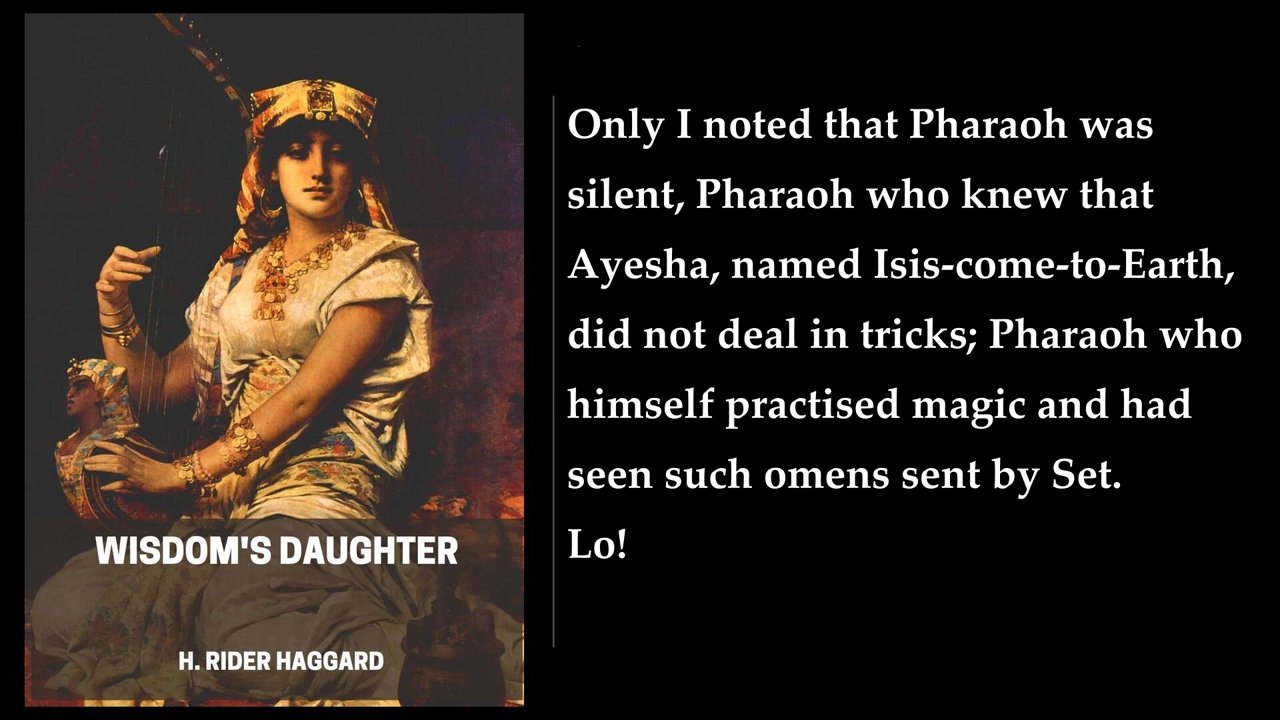 WISDOM'S DAUGHTER
H. RIDER HAGGARD
Only I noted that Pharaoh was
silent, Pharaoh who knew that
Ayesha, named Isis-come-to-Earth,
did not deal in tricks; Pharaoh who
himself practised magic and had
seen such omens sent by Set.
Lo!